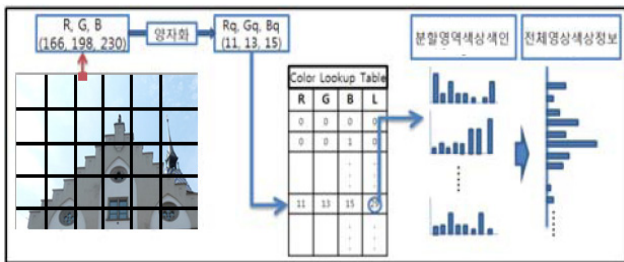 R, G, B
(166, 198, 230)
양자화
Rq, Gq, Bq
(11, 13, 15)
분할영역색상색인
전체영상색상정보
Color Lookup Table
R G B L
0 0 0 0
0 0 1 0
11 13 15